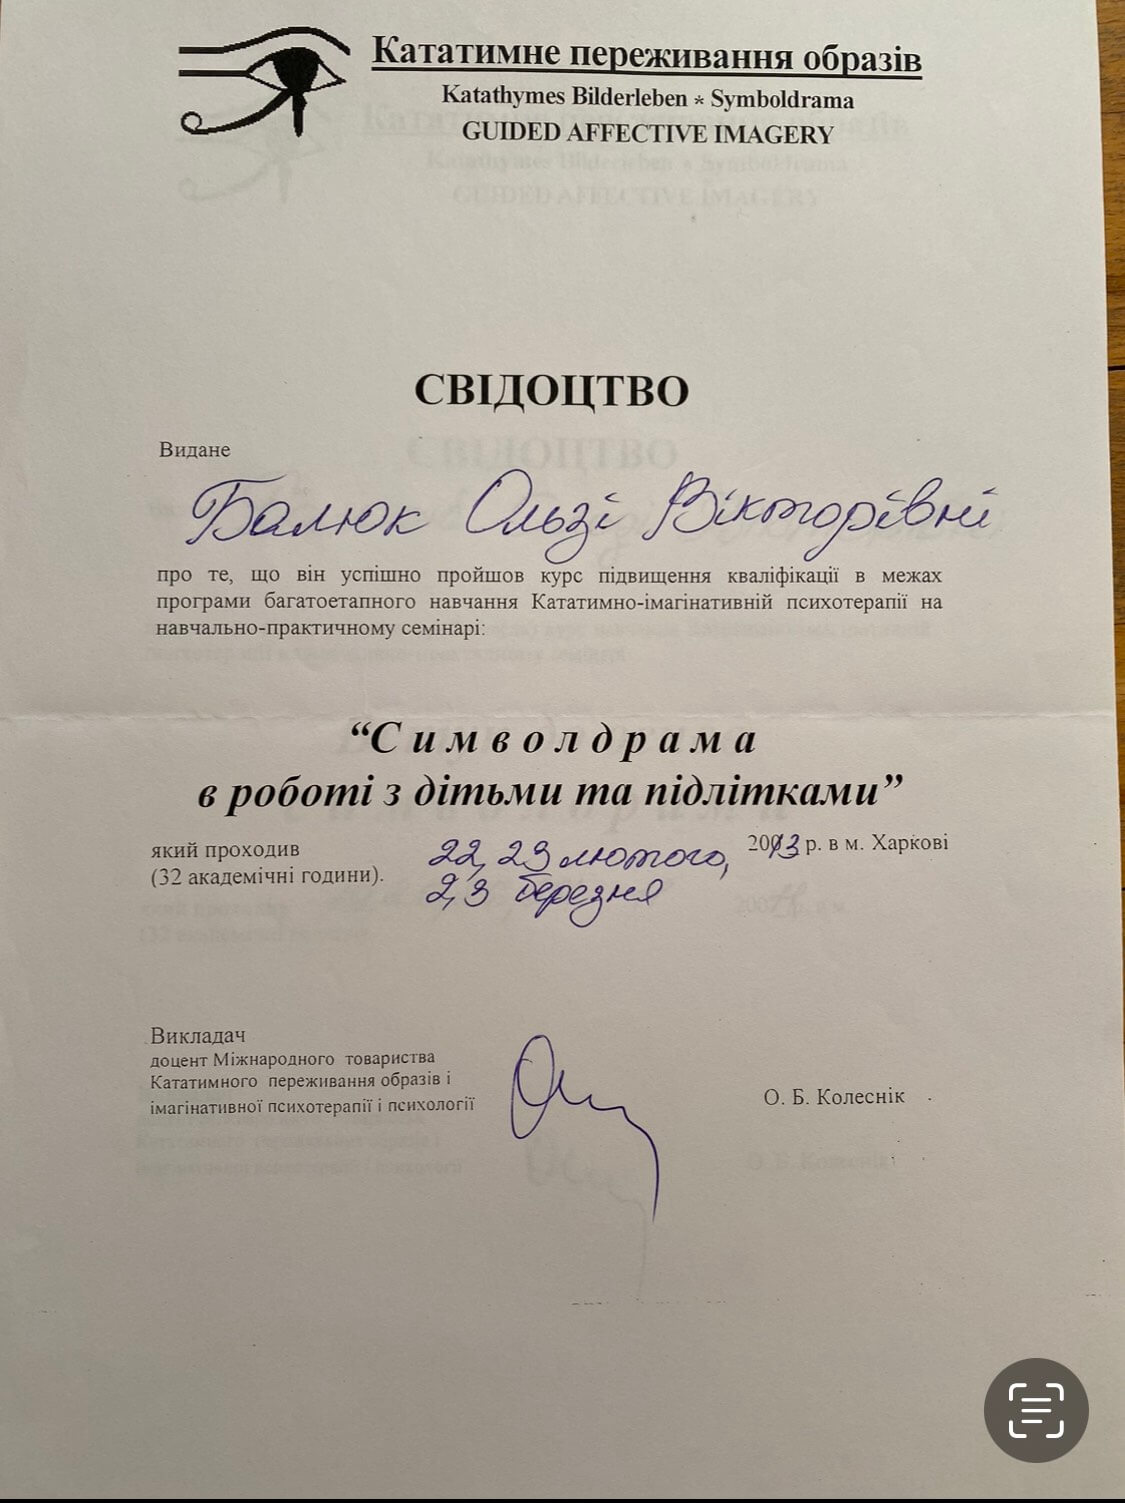 Кататимне переживання образів
Katathymes Bilderleben * Symboldrama
GUIDED AFFECTIVE IMAGERY
СВІДОЦТВО
Видане
Балюк Ользі Вікторівні
про те, що він успішно пройшов курс підвищення кваліфікації в межах
програми багатоетапного навчання Кататимно-імагінативній психотерапії на
навчально-практичному семінарі:
“Символдрама
в роботі з дітьми та підлітками”
який проходив 22, 23 лютого, 2013 р. в м. Харкові
(32 академічні години). 2,3 березня
Викладач
доцент Міжнародного товариства
Кататимного переживання образів і
імагінативної психотерапії і психології О. Б. Колеснік